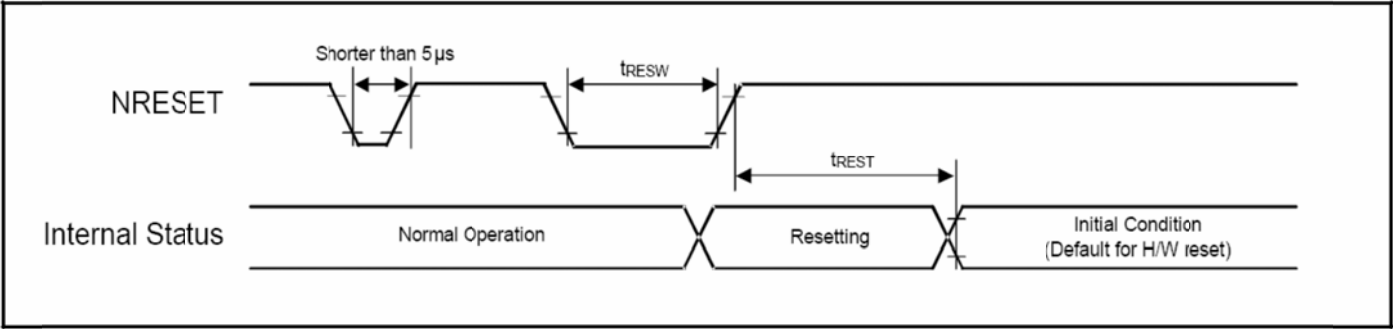 Shorter than 5µs
tRESW
NRESET
tREST
Internal Status
Normal Operation
Resetting
Initial Condition
(Default for H/W reset)